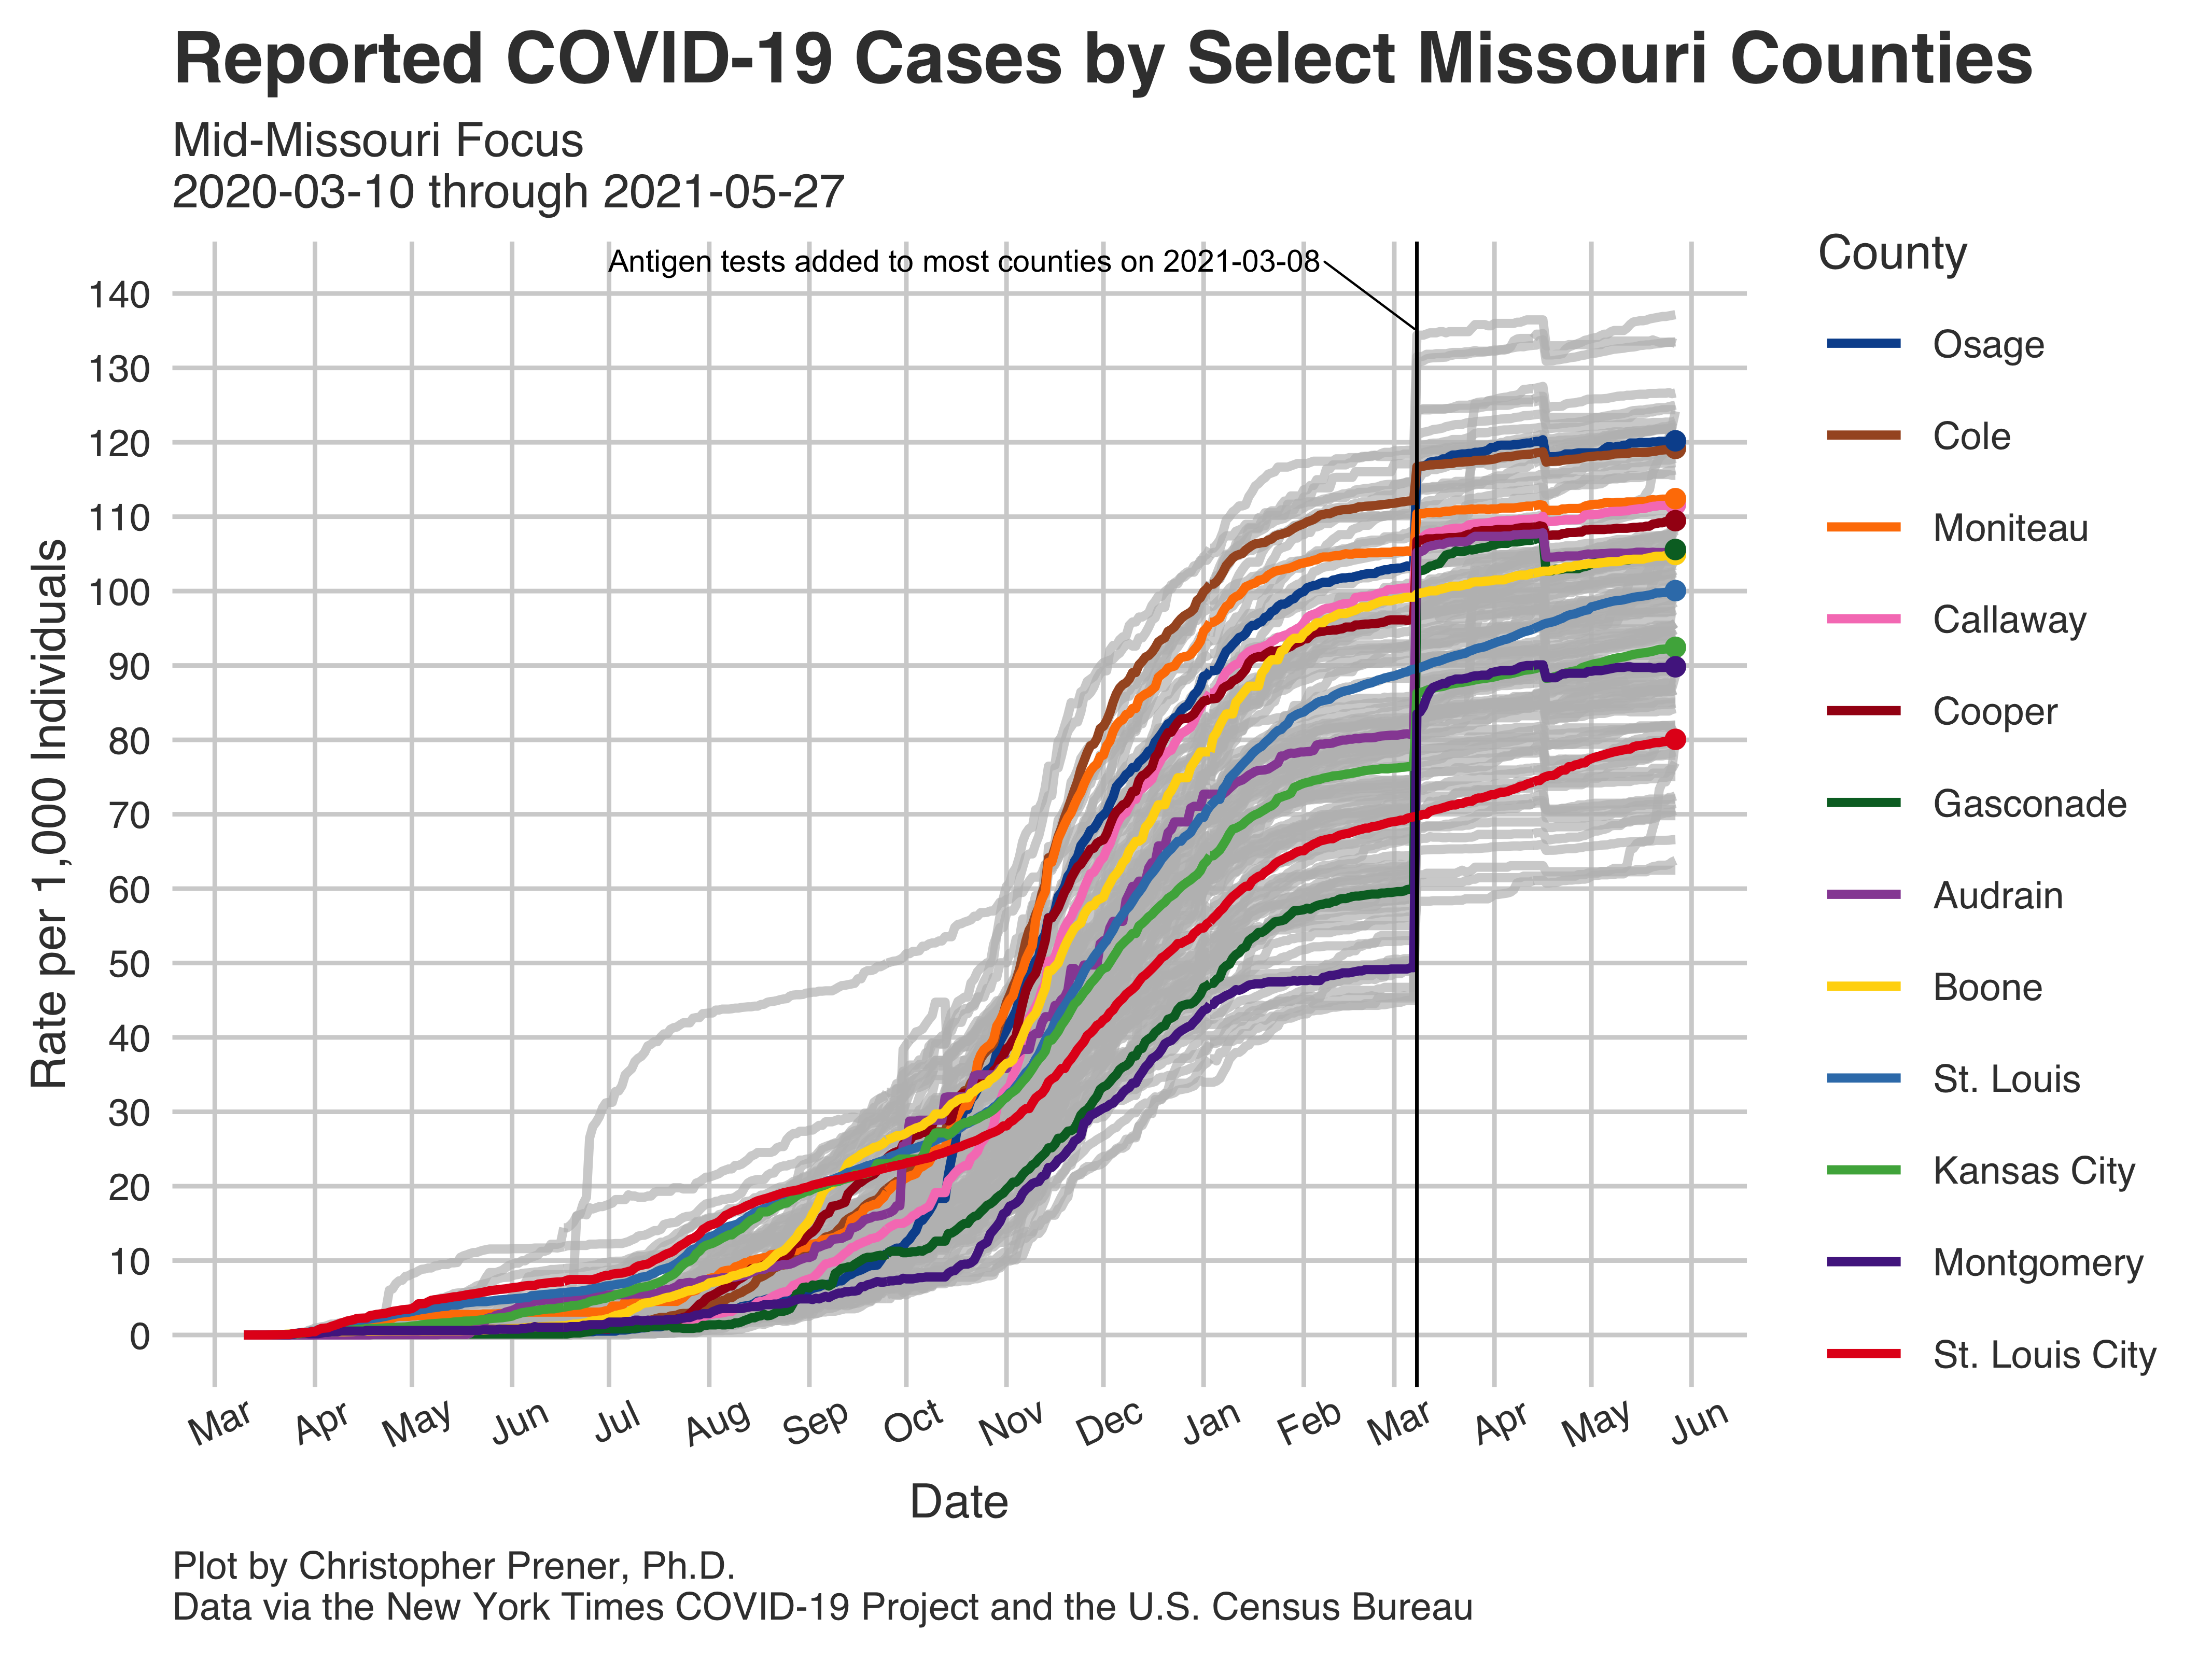 Reported COVID-19 Cases by Select Missouri Counties
Mid-Missouri Focus
2020-03-10 through 2021-05-27
Antigen tests added to most counties on 2021-03-08
Rate per 1,000 Individuals
140
130
120
110
100
90
80
70
60
50
40
30
20
10
0
Mar Apr May Jun Jul Aug Sep Oct Nov Dec Jan Feb Mar Apr May Jun
Date
County
Osage
Cole
Moniteau
Callaway
Cooper
Gasconade
Audrain
Boone
St. Louis
Kansas City
Montgomery
St. Louis City
Plot by Christopher Prener, Ph.D.
Data via the New York Times COVID-19 Project and the U.S. Census Bureau